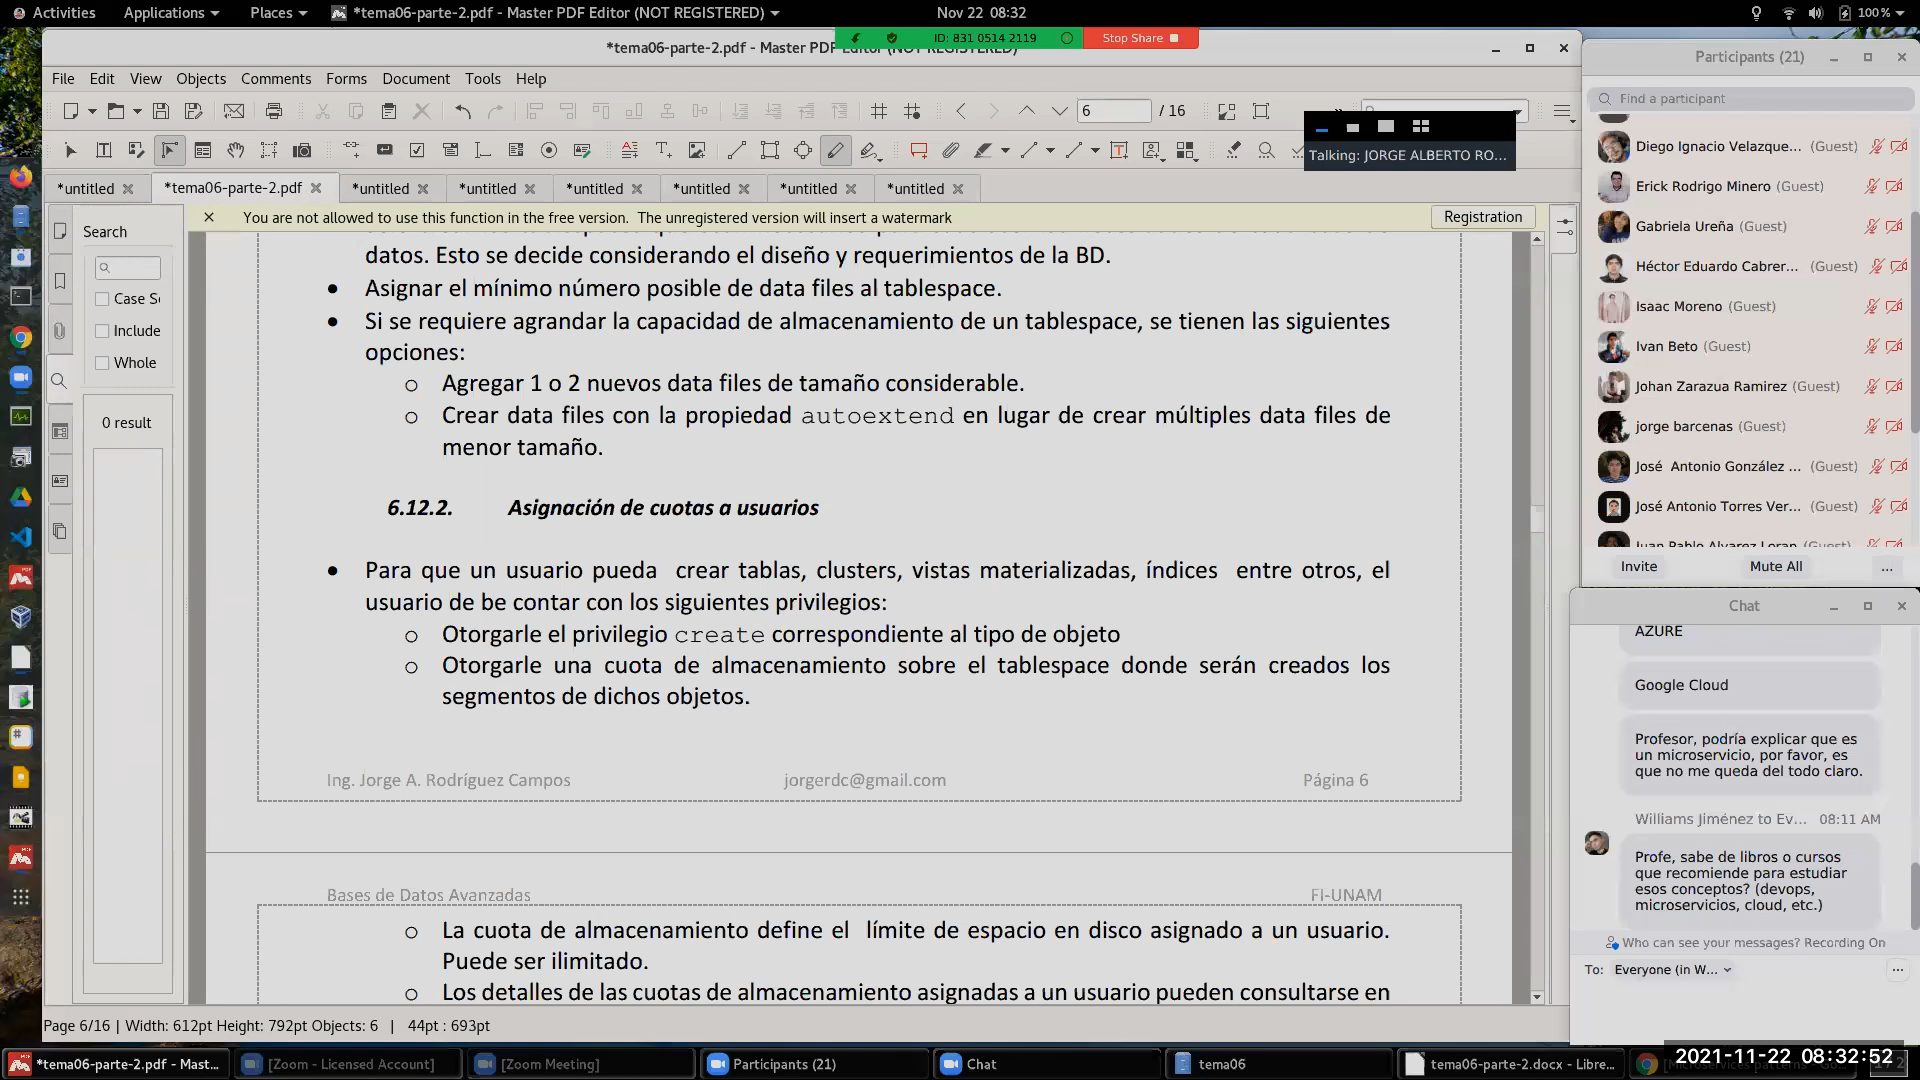 Activities
Applications
Places
*tema06-parte-2.pdf - Master PDF Editor (NOT REGISTERED)
Nov 22 08:32
100%
*tema06-parte-2.pdf - Master PDF Editor (NOT REGISTERED)
ID: 831 0514 2119
Stop Share
File Edit View Objects Comments Forms Document Tools Help
6 / 16
Talking: JORGE ALBERTO RO...
*untitled
*tema06-parte-2.pdf
*untitled
*untitled
*untitled
*untitled
*untitled
*untitled
You are not allowed to use this function in the free version. The unregistered version will insert a watermark
Registration
Search
Case Se
Include
Whole
0 result
datos. Esto se decide considerando el diseño y requerimientos de la BD.
• Asignar el mínimo número posible de data files al tablespace.
• Si se requiere agrandar la capacidad de almacenamiento de un tablespace, se tienen las siguientes
opciones:
o Agregar 1 o 2 nuevos data files de tamaño considerable.
o Crear data files con la propiedad autoextend en lugar de crear múltiples data files de
menor tamaño.
6.12.2. Asignación de cuotas a usuarios
• Para que un usuario pueda crear tablas, clusters, vistas materializadas, índices entre otros, el
usuario de be contar con los siguientes privilegios:
o Otorgarle el privilegio create correspondiente al tipo de objeto
o Otorgarle una cuota de almacenamiento sobre el tablespace donde serán creados los
segmentos de dichos objetos.
Ing. Jorge A. Rodríguez Campos jorgerdc@gmail.com Página 6
Bases de Datos Avanzadas FI-UNAM
o La cuota de almacenamiento define el límite de espacio en disco asignado a un usuario.
Puede ser ilimitado.
o Los detalles de las cuotas de almacenamiento asignadas a un usuario pueden consultarse en
Page 6/16 | Width: 612pt Height: 792pt Objects: 6 | 44pt : 693pt
Participants (21)
Find a participant
Diego Ignacio Velazque... (Guest)
Erick Rodrigo Minero (Guest)
Gabriela Ureña (Guest)
Héctor Eduardo Cabrer... (Guest)
Isaac Moreno (Guest)
Ivan Beto (Guest)
Johan Zarazua Ramirez (Guest)
jorge barcenas (Guest)
José Antonio González ... (Guest)
José Antonio Torres Ver... (Guest)
Invite
Mute All
...
Chat
AZURE
Google Cloud
Profesor, podría explicar que es
un microservicio, por favor, es
que no me queda del todo claro.
Williams Jiménez to Ev... 08:11 AM
Profe, sabe de libros o cursos
que recomiende para estudiar
esos conceptos? (devops,
microservicios, cloud, etc.)
Who can see your messages? Recording On
To: Everyone (in W...
*tema06-parte-2.pdf - Mast...
[Zoom - Licensed Account]
[Zoom Meeting]
Participants (21)
Chat
tema06
tema06-parte-2.docx - Libre...
2021-11-22 08:32:52